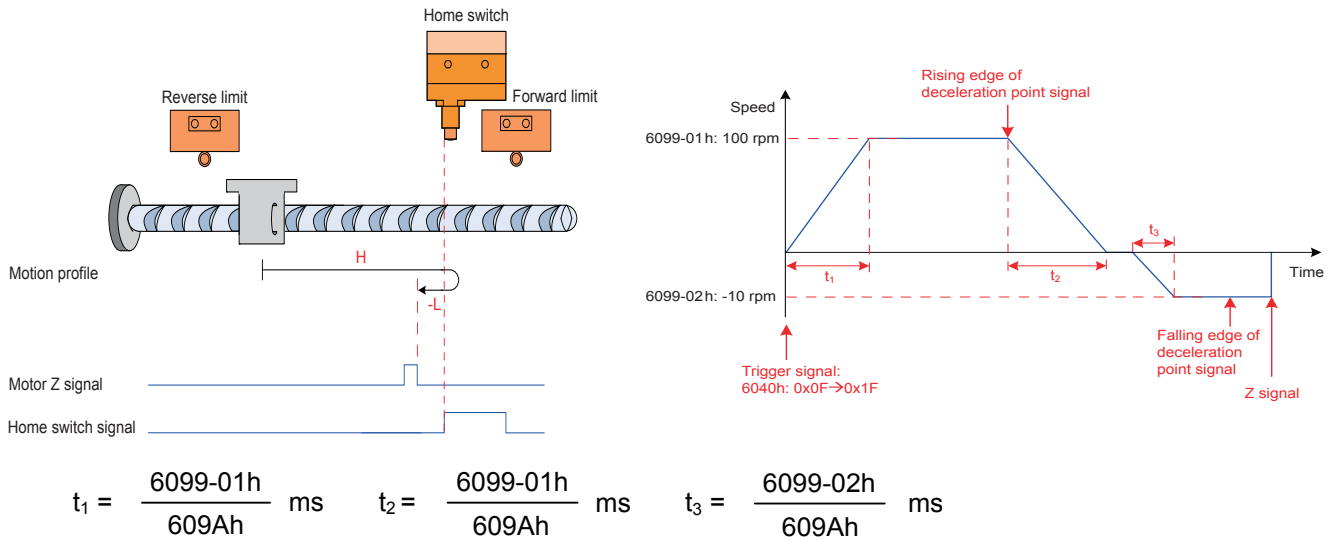 Home switch
Reverse limit
Forward limit
Motion profile
H
-L
Motor Z signal
Home switch signal
Speed
Rising edge of
deceleration point signal
6099-01h: 100 rpm
t1
t2
t3
Time
6099-02h: -10 rpm
Trigger signal:
6040h: 0x0F→0x1F
Falling edge of
deceleration
point signal
Z signal
t1 = 6099-01h / 609Ah ms
t2 = 6099-01h / 609Ah ms
t3 = 6099-02h / 609Ah ms